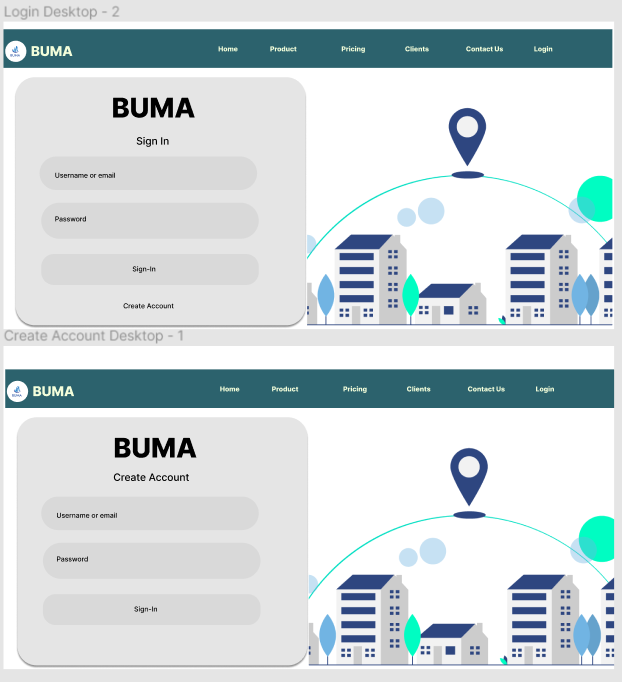 Login Desktop - 2
BUMA BUMA Home Product Pricing Clients Contact Us Login
BUMA
Sign In
Username or email
Password
Sign-In
Create Account
Create Account Desktop - 1
BUMA BUMA Home Product Pricing Clients Contact Us Login
BUMA
Create Account
Username or email
Password
Sign-In